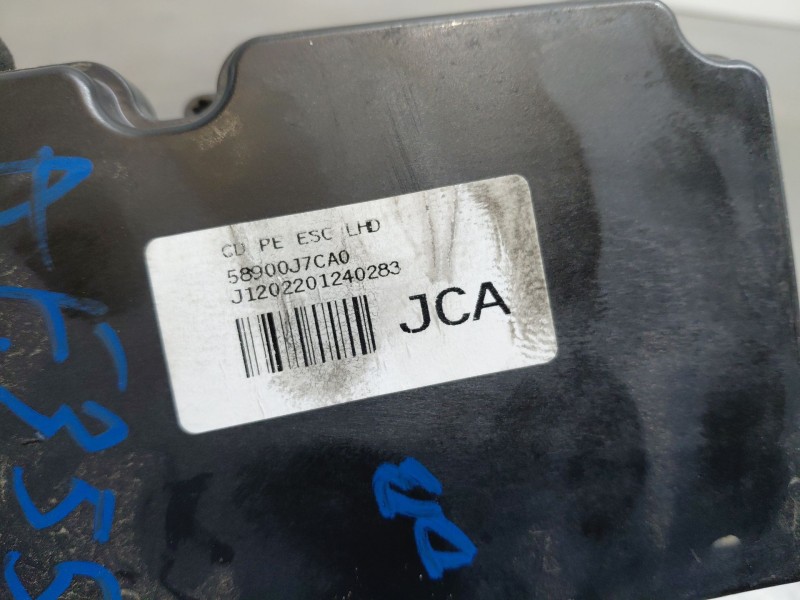 CD PE ESC LHD
58900J7CA0
J1202201240283
JCA